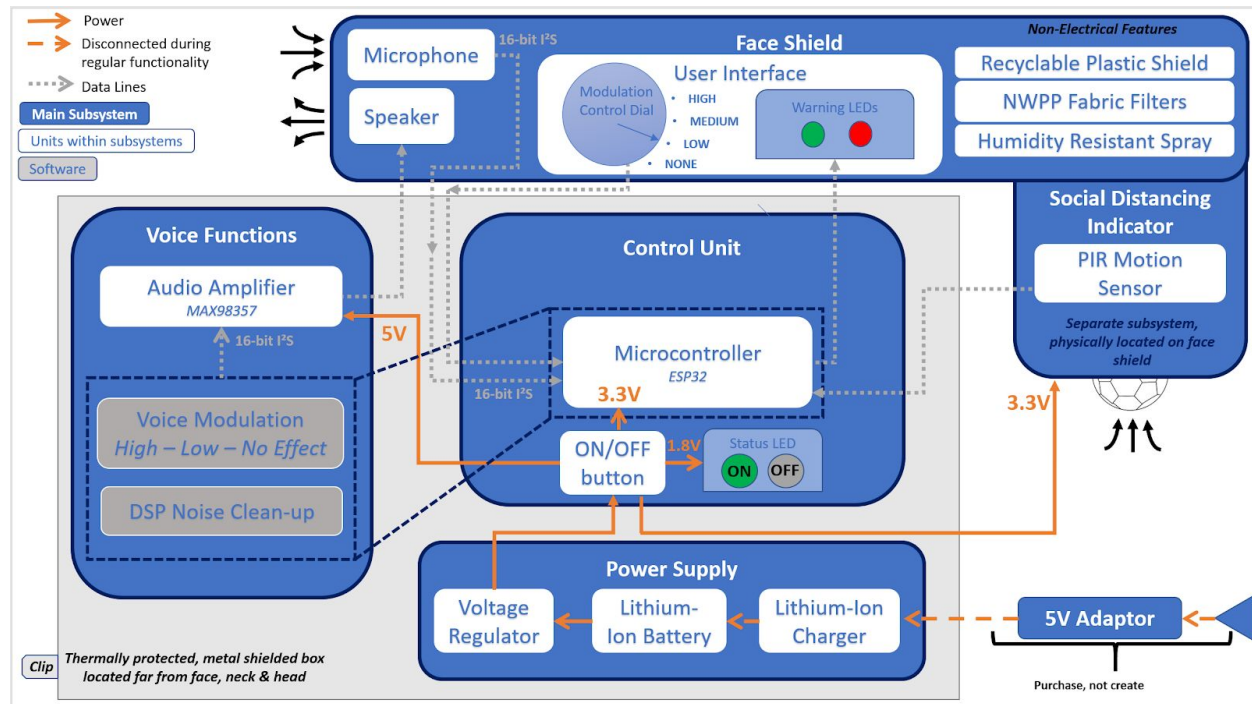 Power
Disconnected during
regular functionality
Data Lines
Main Subsystem
Units within subsystems
Software
Microphone
16-bit I²S
Speaker
Face Shield
User Interface
Modulation
Control Dial
• HIGH
• MEDIUM
• LOW
• NONE
Warning LEDs
Non-Electrical Features
Recyclable Plastic Shield
NWPP Fabric Filters
Humidity Resistant Spray
Social Distancing
Indicator
PIR Motion
Sensor
Separate subsystem,
physically located on face
shield
3.3V
Voice Functions
Audio Amplifier
MAX98357
16-bit I²S
Voice Modulation
High – Low – No Effect
DSP Noise Clean-up
5V
Control Unit
Microcontroller
ESP32
16-bit I²S
3.3V
ON/OFF
button
1.8V
Status LED
ON
OFF
Power Supply
Voltage
Regulator
Lithium-
Ion Battery
Lithium-Ion
Charger
5V Adaptor
Purchase, not create
Clip
Thermally protected, metal shielded box
located far from face, neck & head